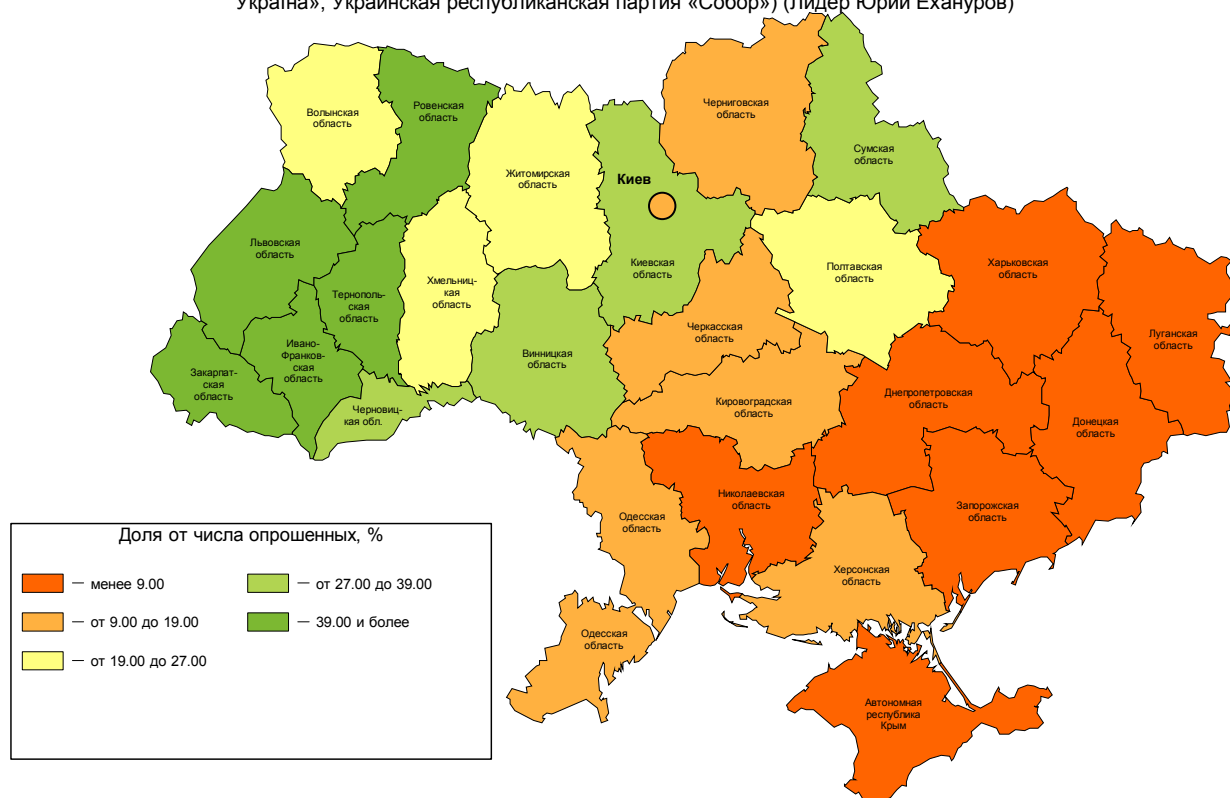 Україна», Украинская республиканская партия «Собор») (Лидер Юрий Ехануров)
Волынская
область
Ровенская
область
Житомирская
область
Киев
Черниговская
область
Сумская
область
Львовская
область
Тернополь-
ская
область
Хмельниц-
кая
область
Киевская
область
Полтавская
область
Харьковская
область
Луганская
область
Закарпат-
ская
область
Ивано-
Франков-
ская
область
Черновиц-
кая обл.
Винницкая
область
Черкасская
область
Кировоградская
область
Днепропетровская
область
Донецкая
область
Одесская
область
Николаевская
область
Запорожская
область
Херсонская
область
Одесская
область
Автономная
республика
Крым
Доля от числа опрошенных, %
— менее 9.00
— от 9.00 до 19.00
— от 19.00 до 27.00
— от 27.00 до 39.00
— 39.00 и более